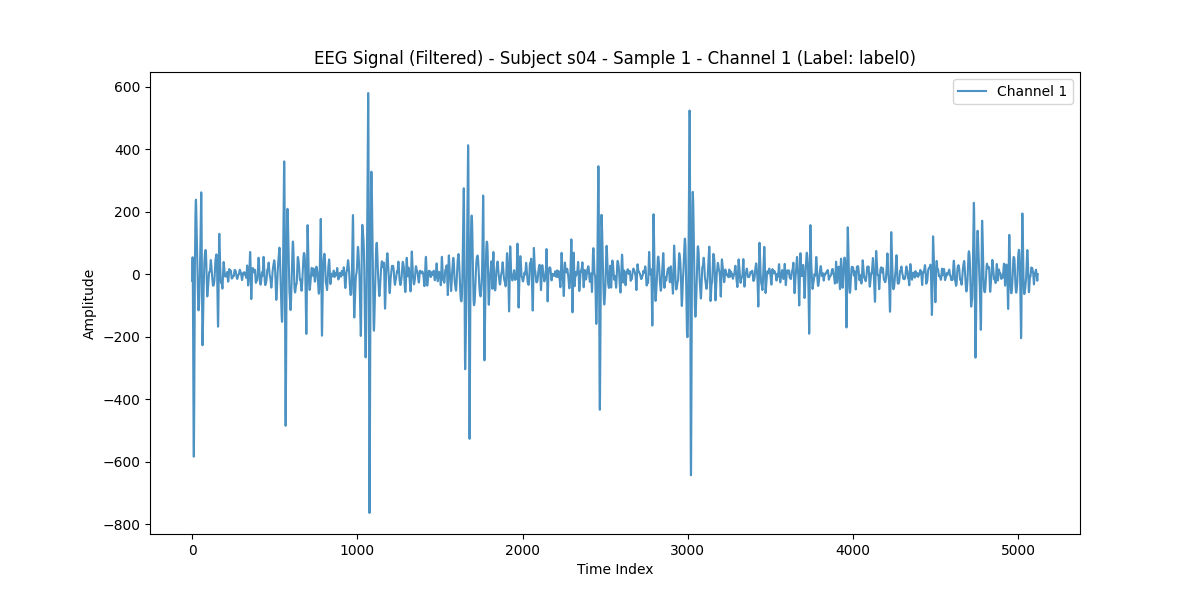 EEG Signal (Filtered) - Subject s04 - Sample 1 - Channel 1 (Label: label0)
Channel 1
600
400
200
0
−200
−400
−600
−800
Amplitude
0 1000 2000 3000 4000 5000
Time Index